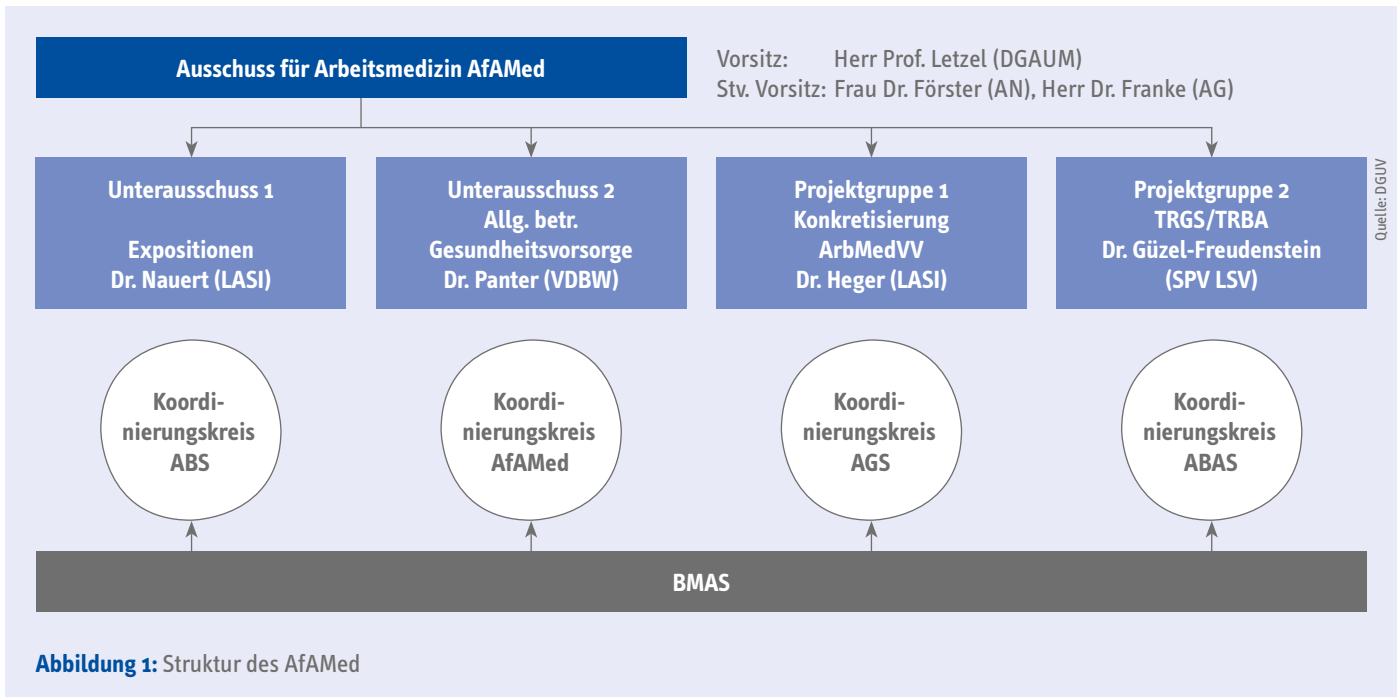 Ausschuss für Arbeitsmedizin AfAMed
Vorsitz: Herr Prof. Letzel (DGAUM)
Stv. Vorsitz: Frau Dr. Förster (AN), Herr Dr. Franke (AG)
Unterausschuss 1
Expositionen
Dr. Nauert (LASI)
Unterausschuss 2
Allg. betr.
Gesundheitsvorsorge
Dr. Panter (VDBW)
Projektgruppe 1
Konkretisierung
ArbMedVV
Dr. Heger (LASI)
Projektgruppe 2
TRGS/TRBA
Dr. Güzel-Freudenstein
(SPV LSV)
Quelle: DGUV
Koordi-
nierungskreis
ABS
Koordi-
nierungskreis
AfAMed
Koordi-
nierungskreis
AGS
Koordi-
nierungskreis
ABAS
BMAS
Abbildung 1: Struktur des AfAMed